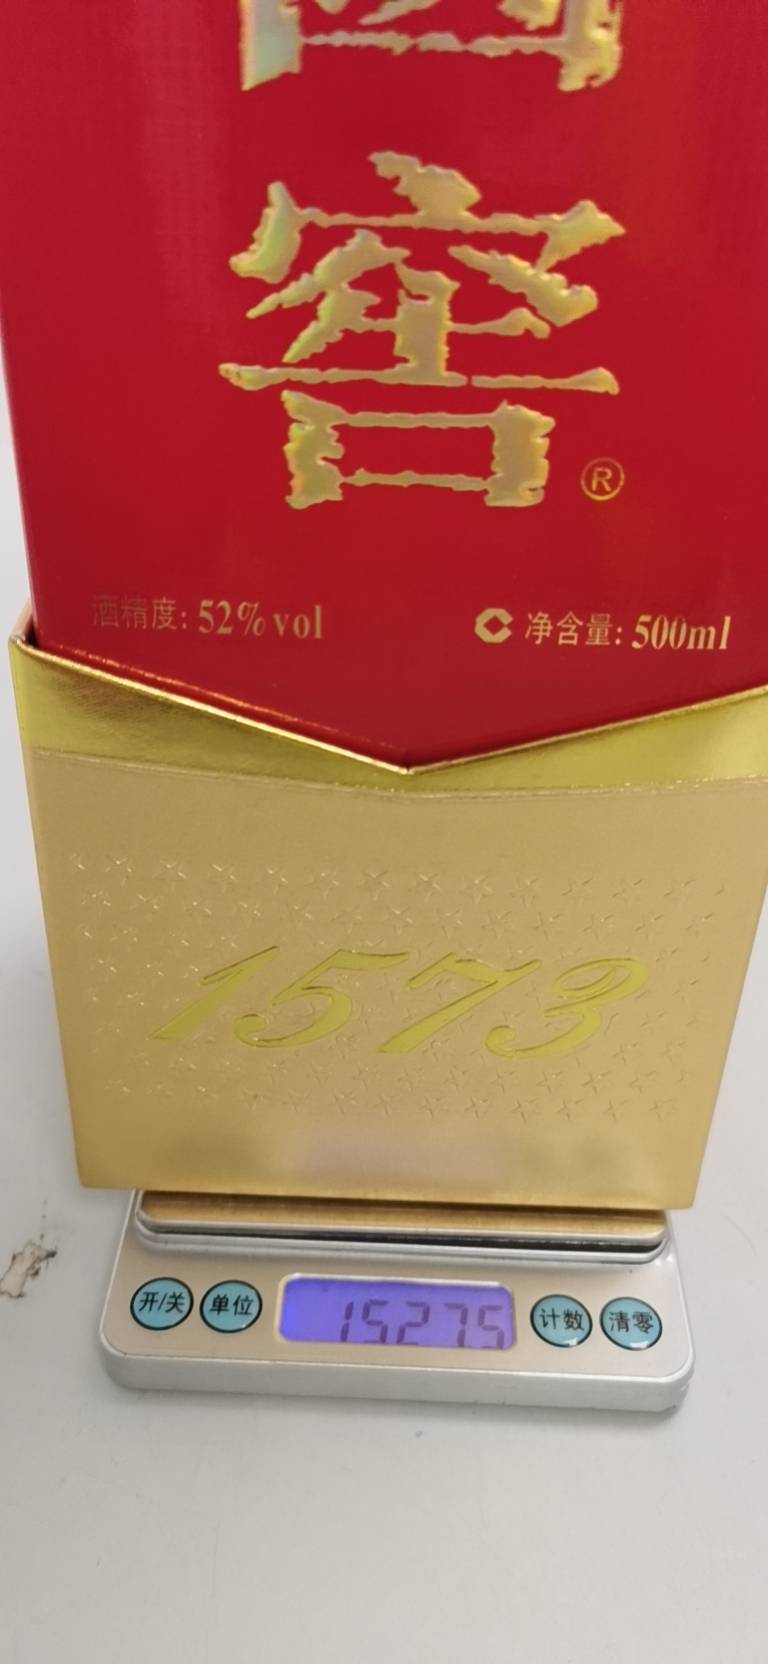 國
窖®
酒精度: 52%vol
净含量: 500ml
1573
开/关
单位
15275
计数
清零